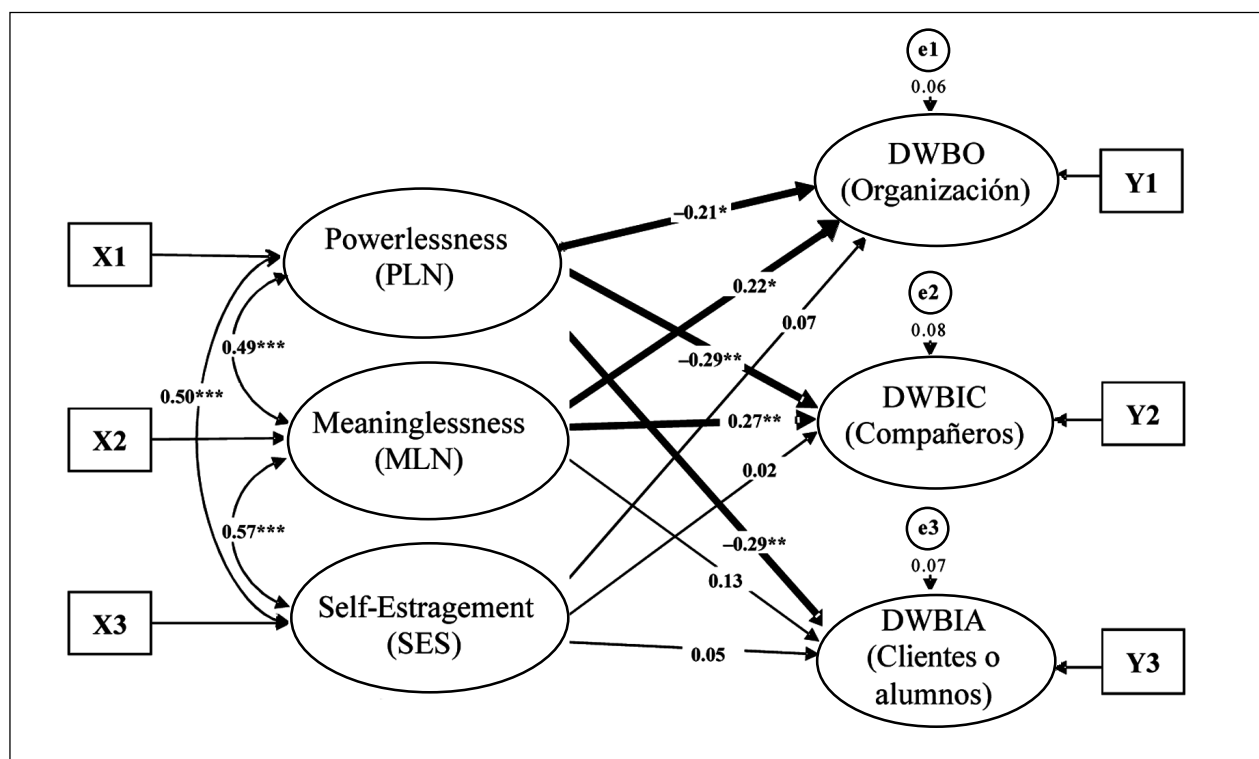 e1
0.06
DWBO
(Organización)
Y1
X1
Powerlessness
(PLN)
–0.21*
0.22*
0.07
e2
0.08
0.49***
–0.29**
0.50***
X2
Meaninglessness
(MLN)
0.27**
DWBIC
(Compañeros)
Y2
0.02
0.57***
e3
–0.29**
0.07
0.13
X3
Self-Estragement
(SES)
0.05
DWBIA
(Clientes o
alumnos)
Y3